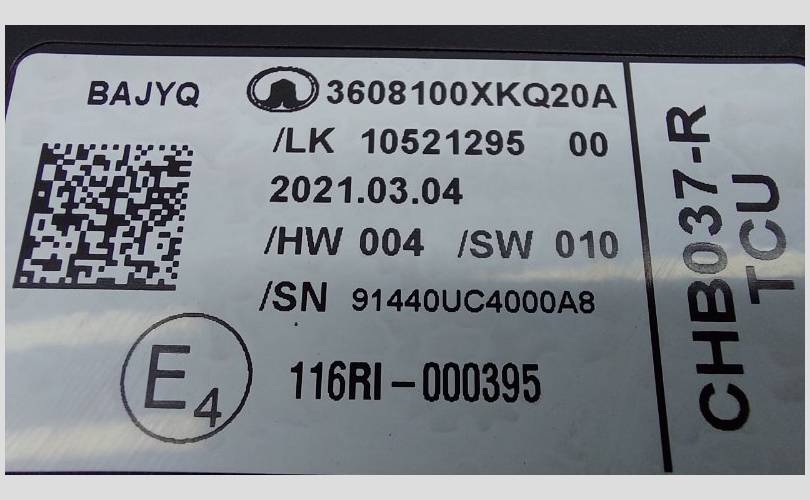 BAJYQ 3608100XKQ20A
/LK 10521295 00
2021.03.04
/HW 004 /SW 010
/SN 91440UC4000A8
E4 116RI-000395
CHB037-R
TCU